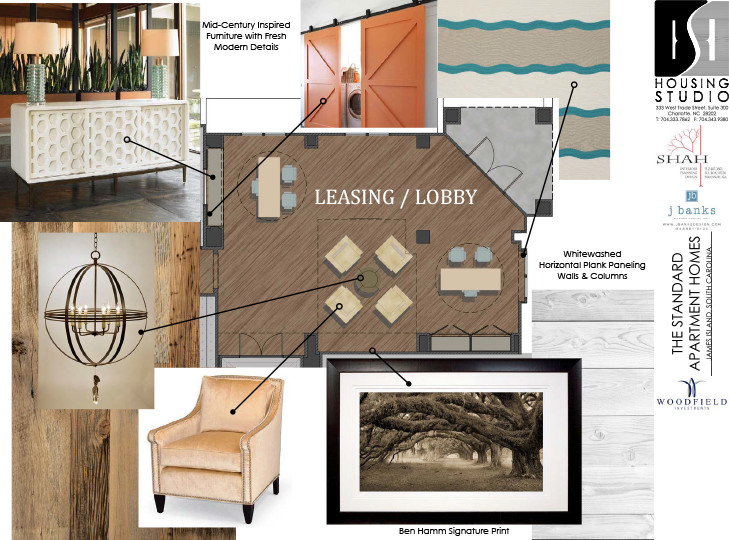 Mid-Century Inspired
Furniture with Fresh
Modern Details
LEASING / LOBBY
Whitewashed
Horizontal Plank Paneling
Walls & Columns
Ben Hamm Signature Print
HOUSING
STUDIO
333 West Trade Street, Suite 300
Charlotte, NC 28202
T: 704.333.7862 F: 704.343.9380
SHAH
jb
j banks
THE STANDARD
APARTMENT HOMES
JAMES ISLAND, SOUTH CAROLINA
WOODFIELD
INVESTMENTS